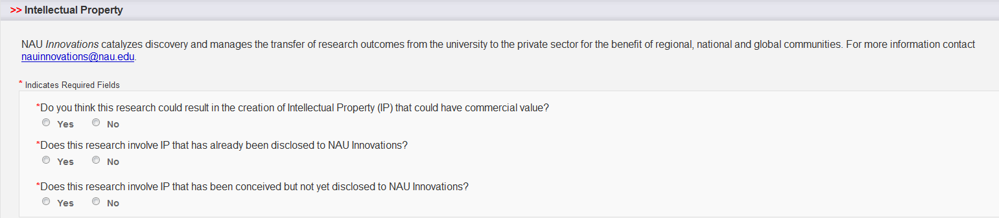 >> Intellectual Property
NAU Innovations catalyzes discovery and manages the transfer of research outcomes from the university to the private sector for the benefit of regional, national and global communities. For more information contact
nauinnovations@nau.edu.
* Indicates Required Fields
*Do you think this research could result in the creation of Intellectual Property (IP) that could have commercial value?
Yes No
*Does this research involve IP that has already been disclosed to NAU Innovations?
Yes No
*Does this research involve IP that has been conceived but not yet disclosed to NAU Innovations?
Yes No